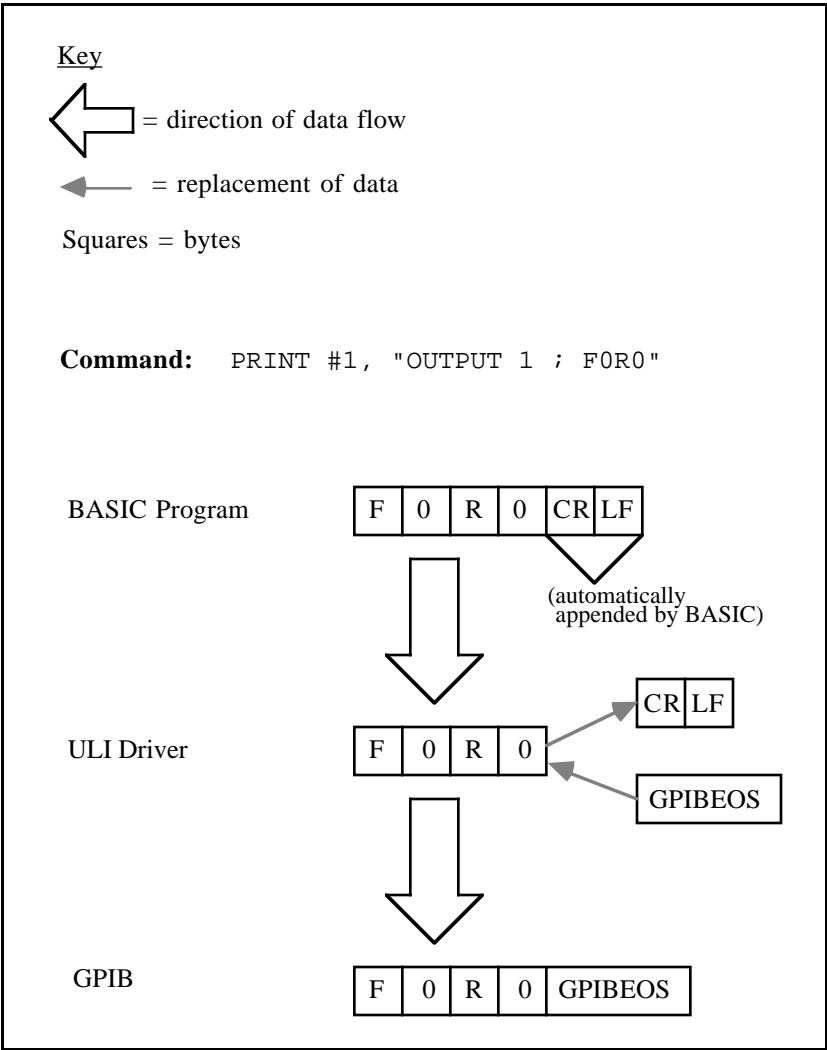 Key
= direction of data flow
= replacement of data
Squares = bytes
Command: PRINT #1, "OUTPUT 1 ; F0R0"
BASIC Program F 0 R 0 CR LF
(automatically
appended by BASIC)
CR LF
ULI Driver F 0 R 0
GPIBEOS
GPIB F 0 R 0 GPIBEOS